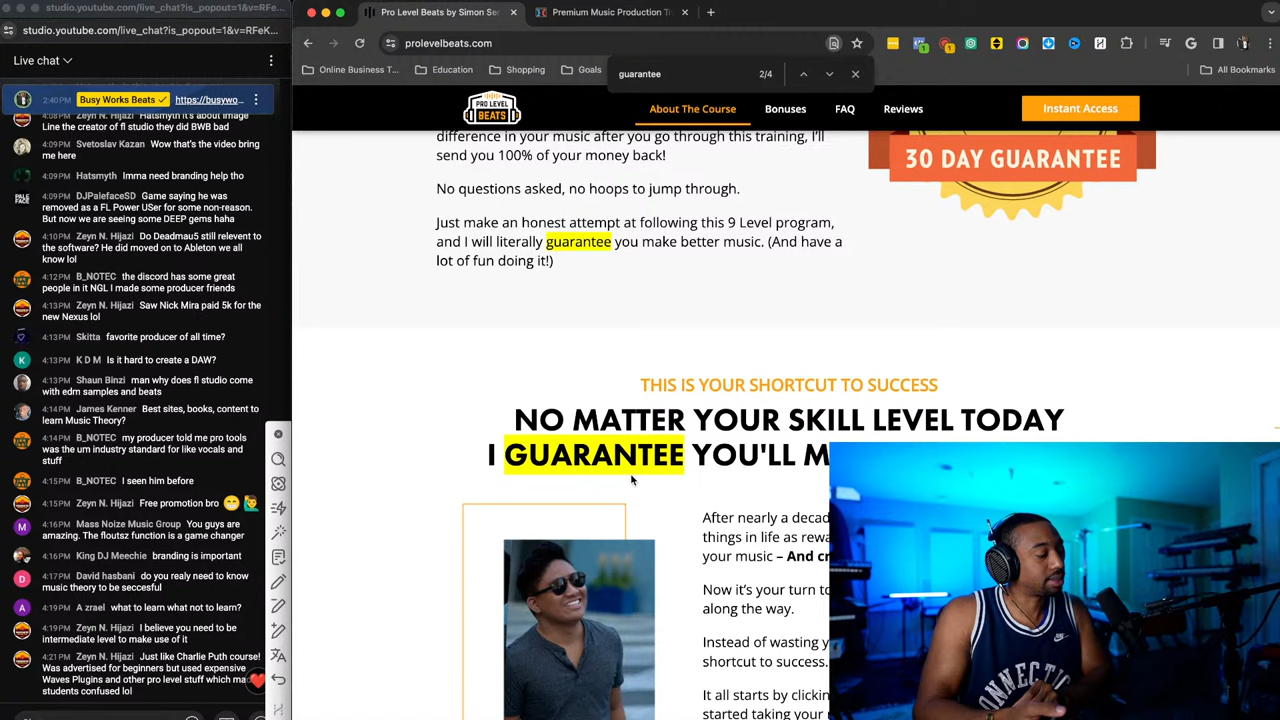 studio.youtube.com/live_chat?is_popout=1&v=RFeK...
Live chat
2:40PM Busy Works Beats https://busywo...
4:08PM Hatsmyth It's about image
Line the creator of fl studio they did BWB bad
4:09PM Svetoslav Kazan Wow that's the video bring
me here
4:09PM Hatsmyth Imma need branding help tho
4:09PM DJPalefaceSD Game saying he
was removed as a FL Power USer for some non-reason.
But now we are seeing some DEEP gems haha
4:10PM Zeyn N. Hijazi Do Deadmau5 still relevent to
the software? He did moved on to Ableton we all
know lol
4:12PM B_NOTEC the discord has some great
people in it NGL I made some producer friends
4:13PM Zeyn N. Hijazi Saw Nick Mira paid 5k for the
new Nexus lol
4:13PM Skitta favorite producer of all time?
4:13PM K D M Is it hard to create a DAW?
4:13PM Shaun Binzi man why does fl studio come
with edm samples and beats
4:14PM James Kenner Best sites, books, content to
learn Music Theory?
4:14PM B_NOTEC my producer told me pro tools
was the um industry standard for like vocals and
stuff
4:15PM B_NOTEC I seen him before
4:15PM Zeyn N. Hijazi Free promotion bro
4:16PM Mass Noize Music Group You guys are
amazing. The floutsz function is a game changer
4:16PM King DJ Meechie branding is important
4:17PM David hasbani do you realy need to know
music theory to be seccesful
4:19PM A zrael what to learn what not to learn?
4:19PM Zeyn N. Hijazi I believe you need to be
intermediate level to make use of it
4:21PM Zeyn N. Hijazi Just like Charlie Puth course!
Was advertised for beginners but used expensive
Waves Plugins and other pro level stuff which ma
students confused lol
Pro Level Beats by Simon Se
Premium Music Production T
prolevelbeats.com
Online Business T...
Education
Shopping
Goals
All Bookmarks
guarantee 2/4
PRO LEVEL
BEATS
About The Course Bonuses FAQ Reviews Instant Access
difference in your music after you go through this training, I'll
send you 100% of your money back!
No questions asked, no hoops to jump through.
Just make an honest attempt at following this 9 Level program,
and I will literally guarantee you make better music. (And have a
lot of fun doing it!)
30 DAY GUARANTEE
THIS IS YOUR SHORTCUT TO SUCCESS
NO MATTER YOUR SKILL LEVEL TODAY
I GUARANTEE YOU'LL M
After nearly a decad
things in life as rewa
your music – And cr
Now it's your turn to
along the way.
Instead of wasting y
shortcut to success.
It all starts by clickin
started taking your
CONNECTIC